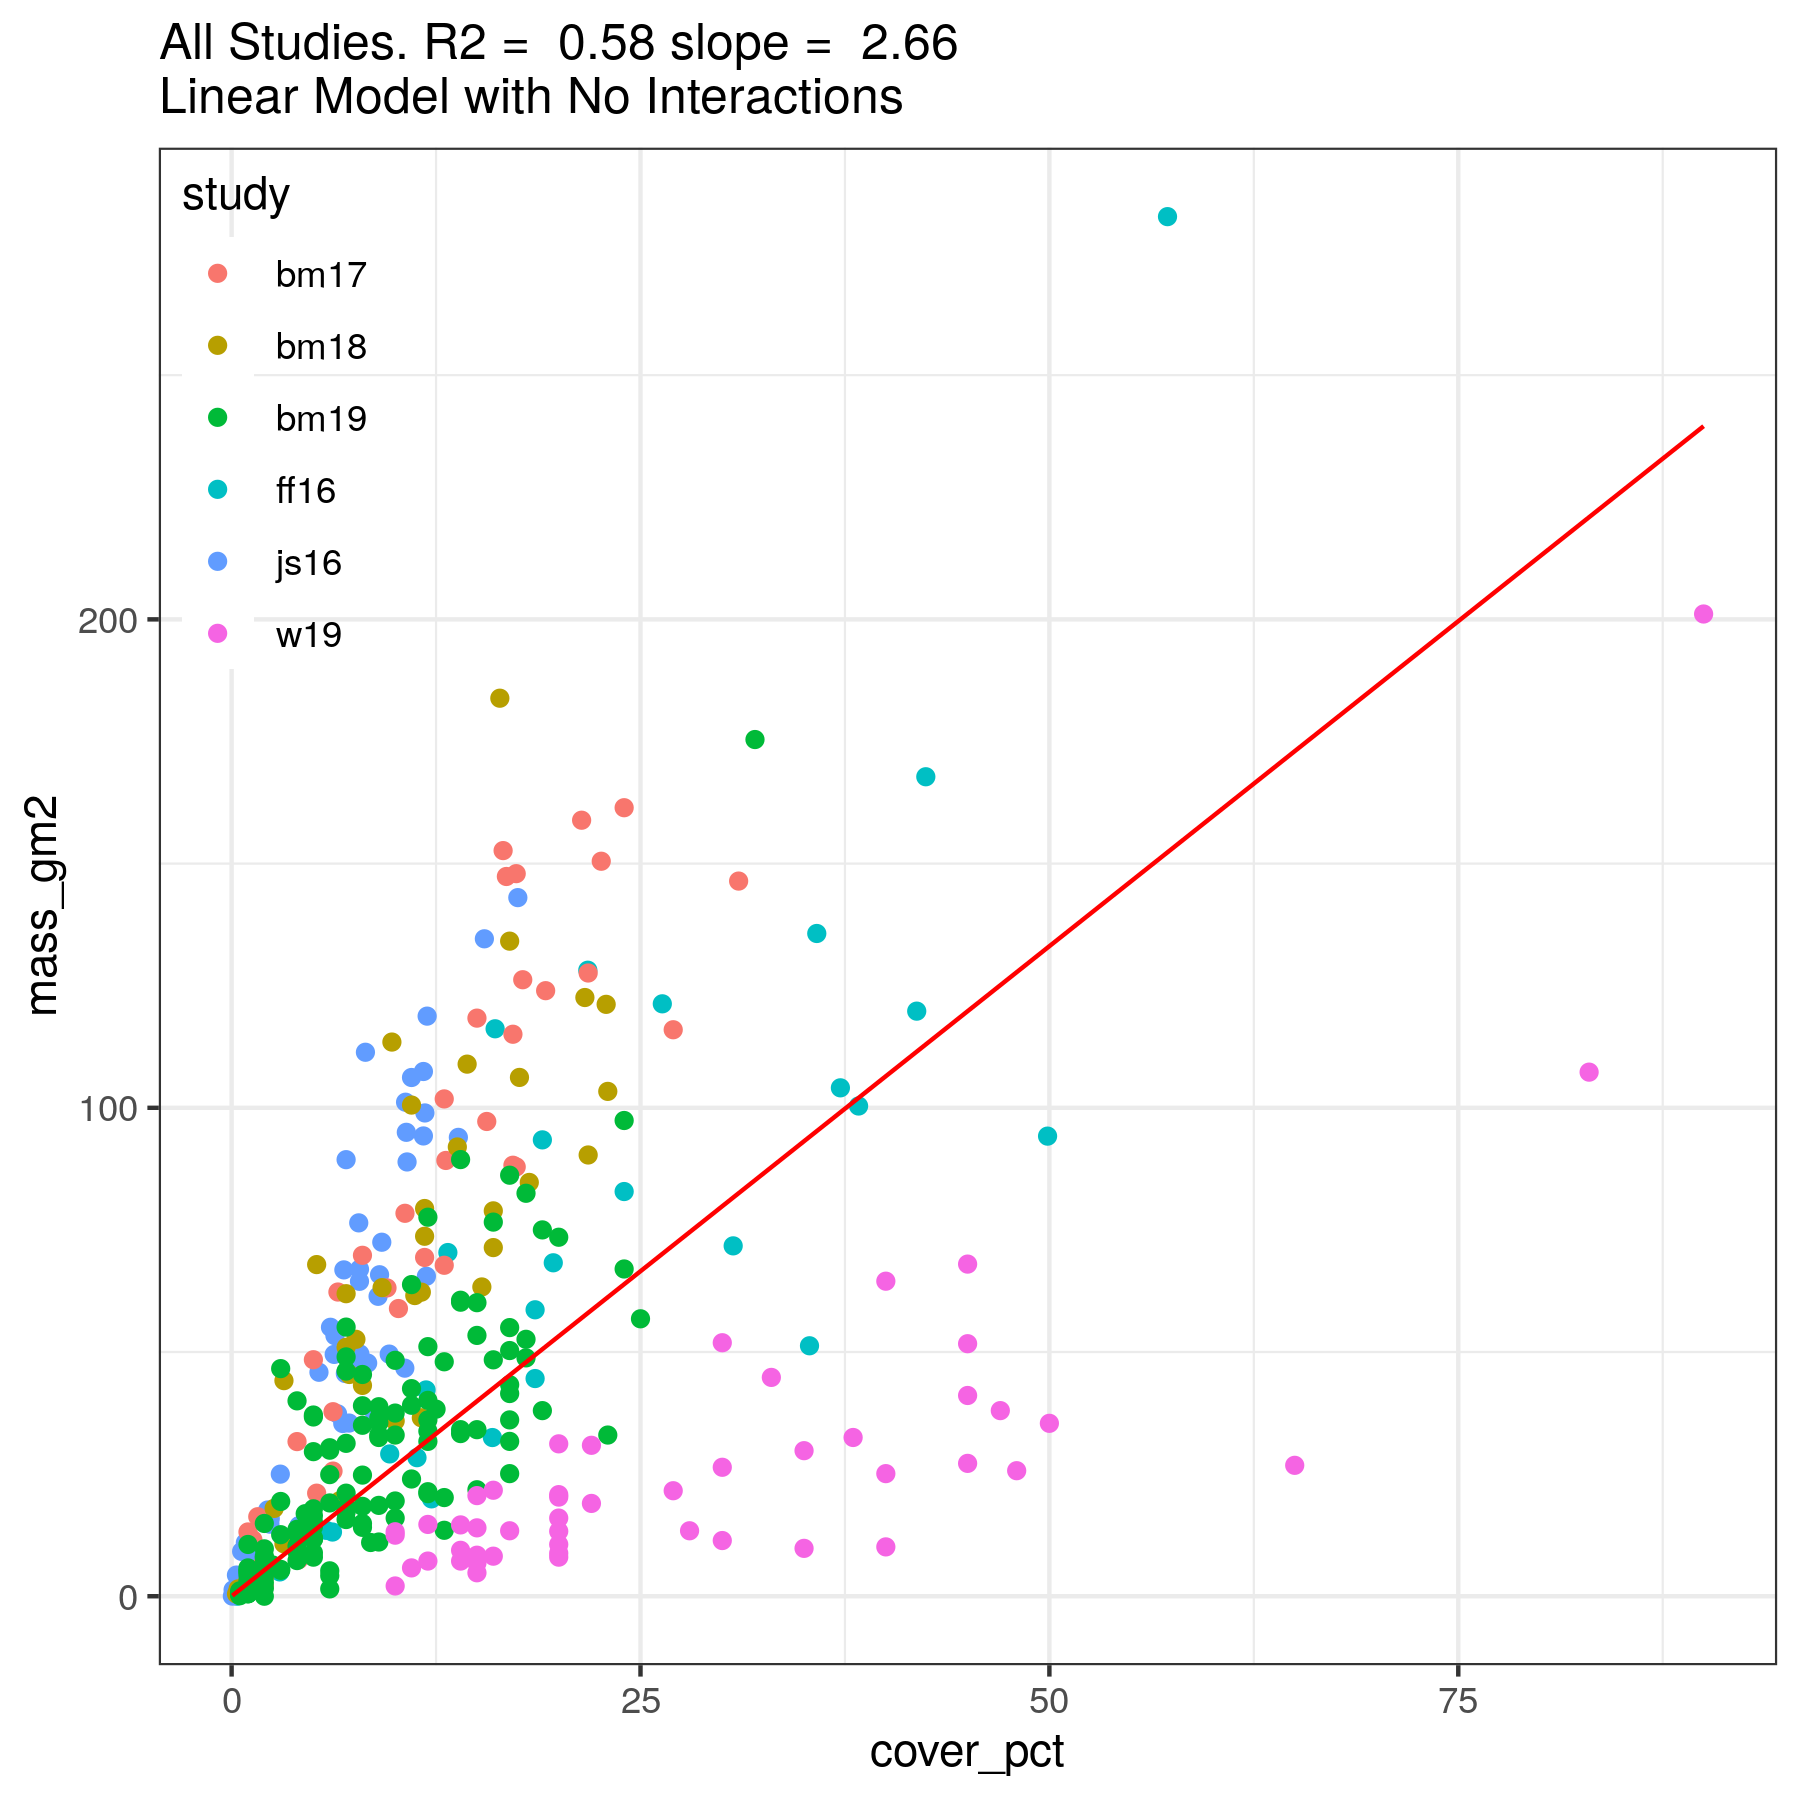 All Studies. R2 =  0.58 slope =  2.66
Linear Model with No Interactions
study
bm17
bm18
bm19
ff16
js16
w19
200
100
0
mass_gm2
0 25 50 75
cover_pct